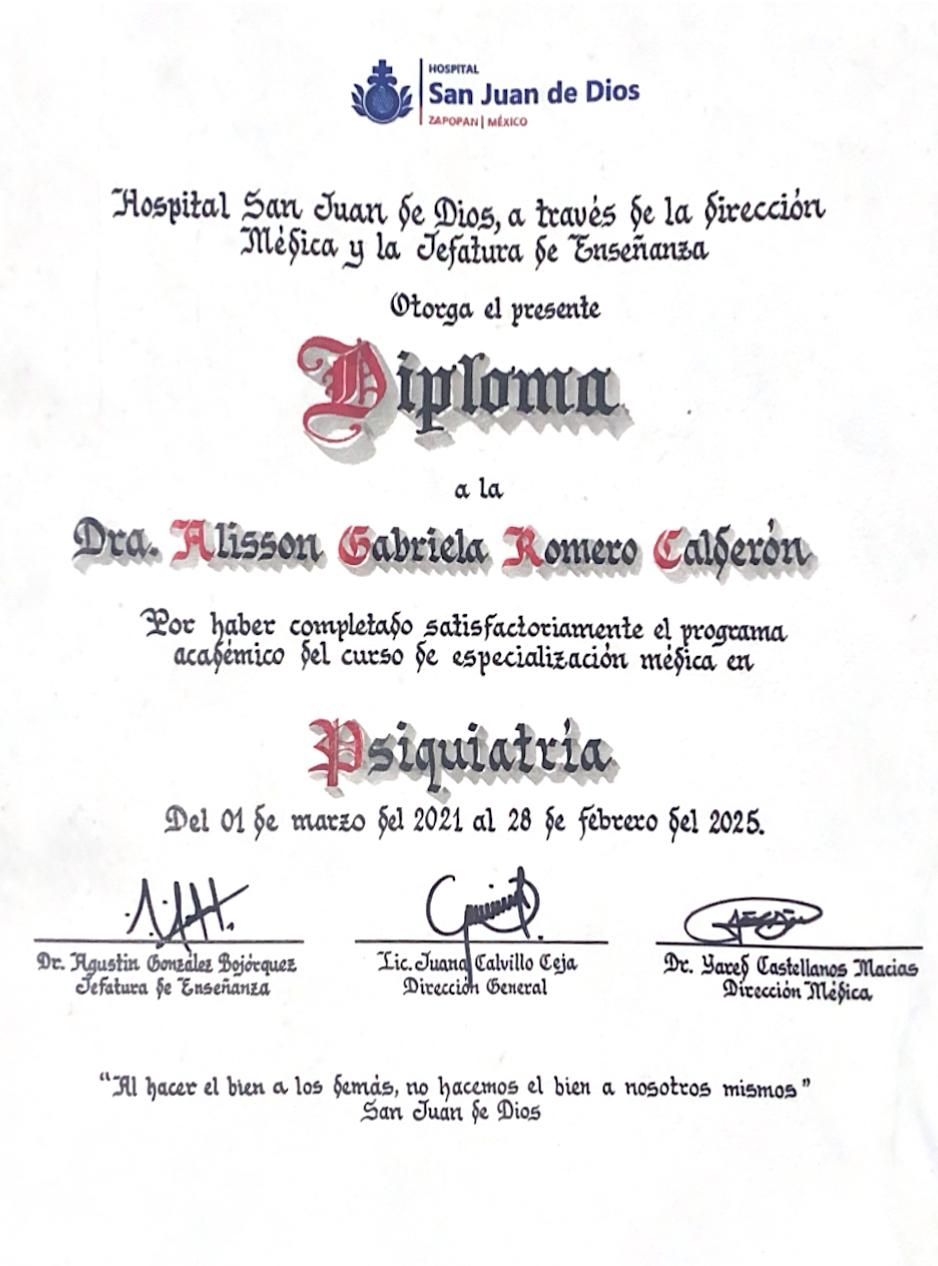 HOSPITAL
San Juan de Dios
ZAPOPAN | MÉXICO
Hospital San Juan de Dios, a través de la dirección
Médica y la Jefatura de Enseñanza
Otorga el presente
Diploma
a la
Dra. Alisson Gabriela Romero Calderón
Por haber completado satisfactoriamente el programa
académico del curso de especialización médica en
Psiquiatría
Del 01 de marzo del 2021 al 28 de febrero del 2025.
Dr. Agustin González Bojórquez
Jefatura de Enseñanza
Lic. Juana Calvillo Ceja
Dirección General
Dr. Yared Castellanos Macias
Dirección Médica
"Al hacer el bien a los demás, no hacemos el bien a nosotros mismos"
San Juan de Dios